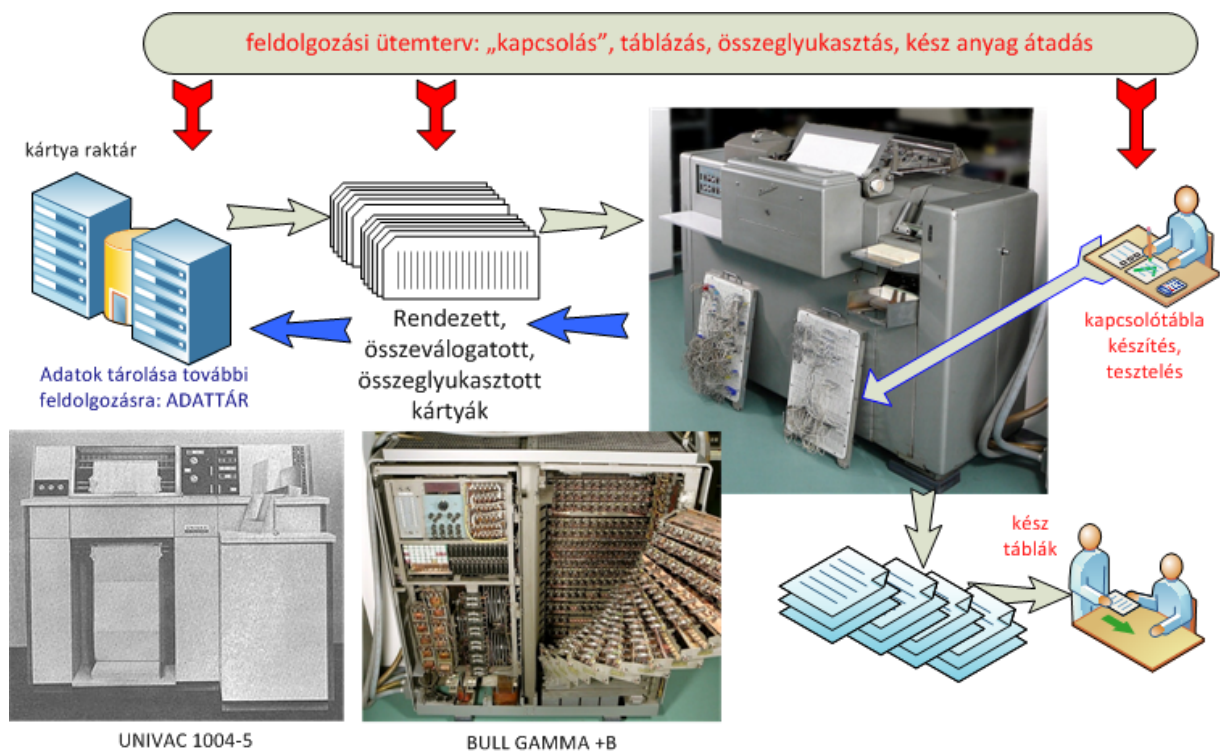 feldolgozási ütemterv: „kapcsolás”, táblázás, összeglyukasztás, kész anyag átadás
kártya raktár
Rendezett,
összeválogatott,
összeglyukasztott
kártyák
Adatok tárolása további
feldolgozásra: ADATTÁR
kapcsolótábla
készítés,
tesztelés
kész
táblák
UNIVAC 1004-5
BULL GAMMA +B